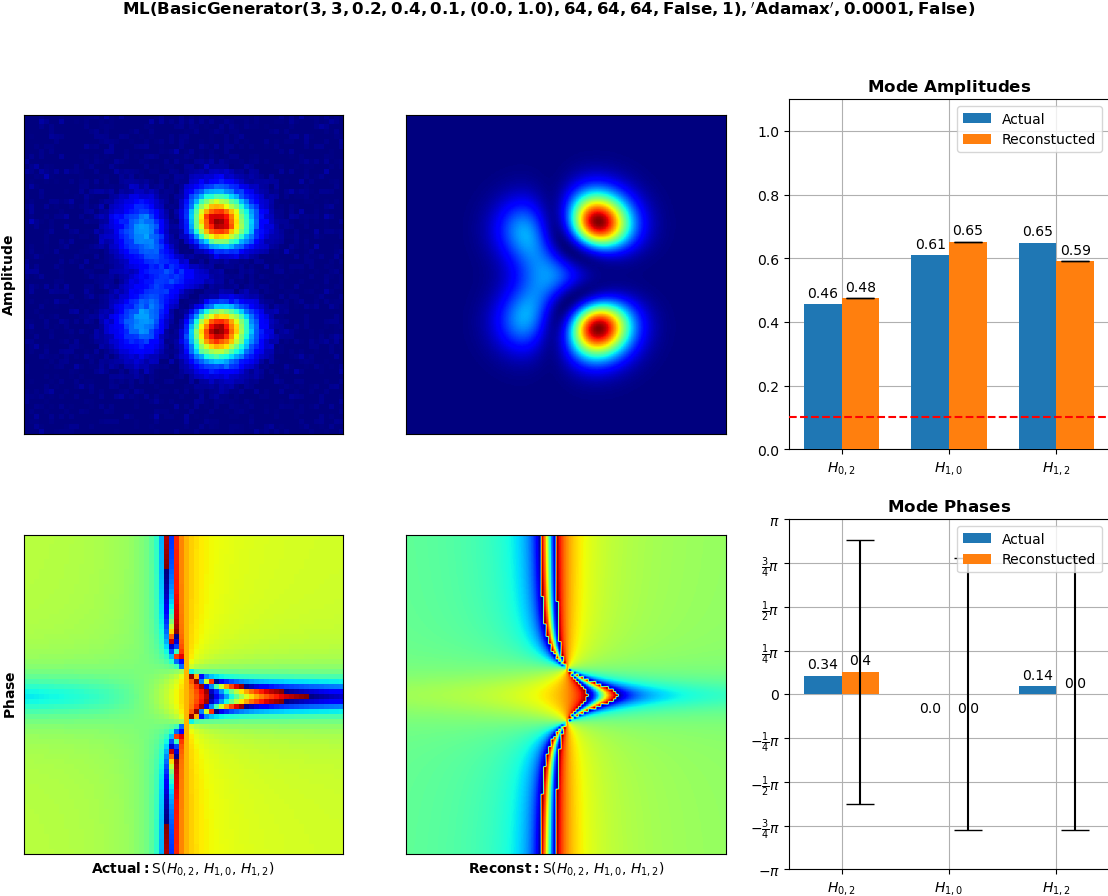 ML(BasicGenerator(3, 3, 0.2, 0.4, 0.1, (0.0, 1.0), 64, 64, 64, False, 1), ′Adamax′, 0.0001, False)
Amplitude
Mode Amplitudes
Actual
Reconstucted
1.0
0.8
0.6
0.4
0.2
0.0
0.46
0.48
0.61
0.65
0.65
0.59
H0, 2
H1, 0
H1, 2
Phase
Actual: S(H0, 2, H1, 0, H1, 2)
Reconst: S(H0, 2, H1, 0, H1, 2)
Mode Phases
Actual
Reconstucted
π
3/4π
1/2π
1/4π
0
−1/4π
−1/2π
−3/4π
−π
0.34
0.4
0.0
0.0
0.14
0.0
H0, 2
H1, 0
H1, 2